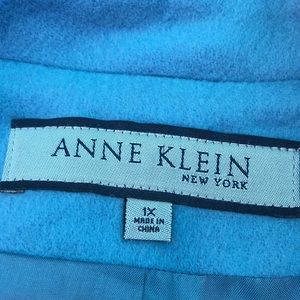 ANNE KLEIN
NEW YORK
1X
MADE IN
CHINA